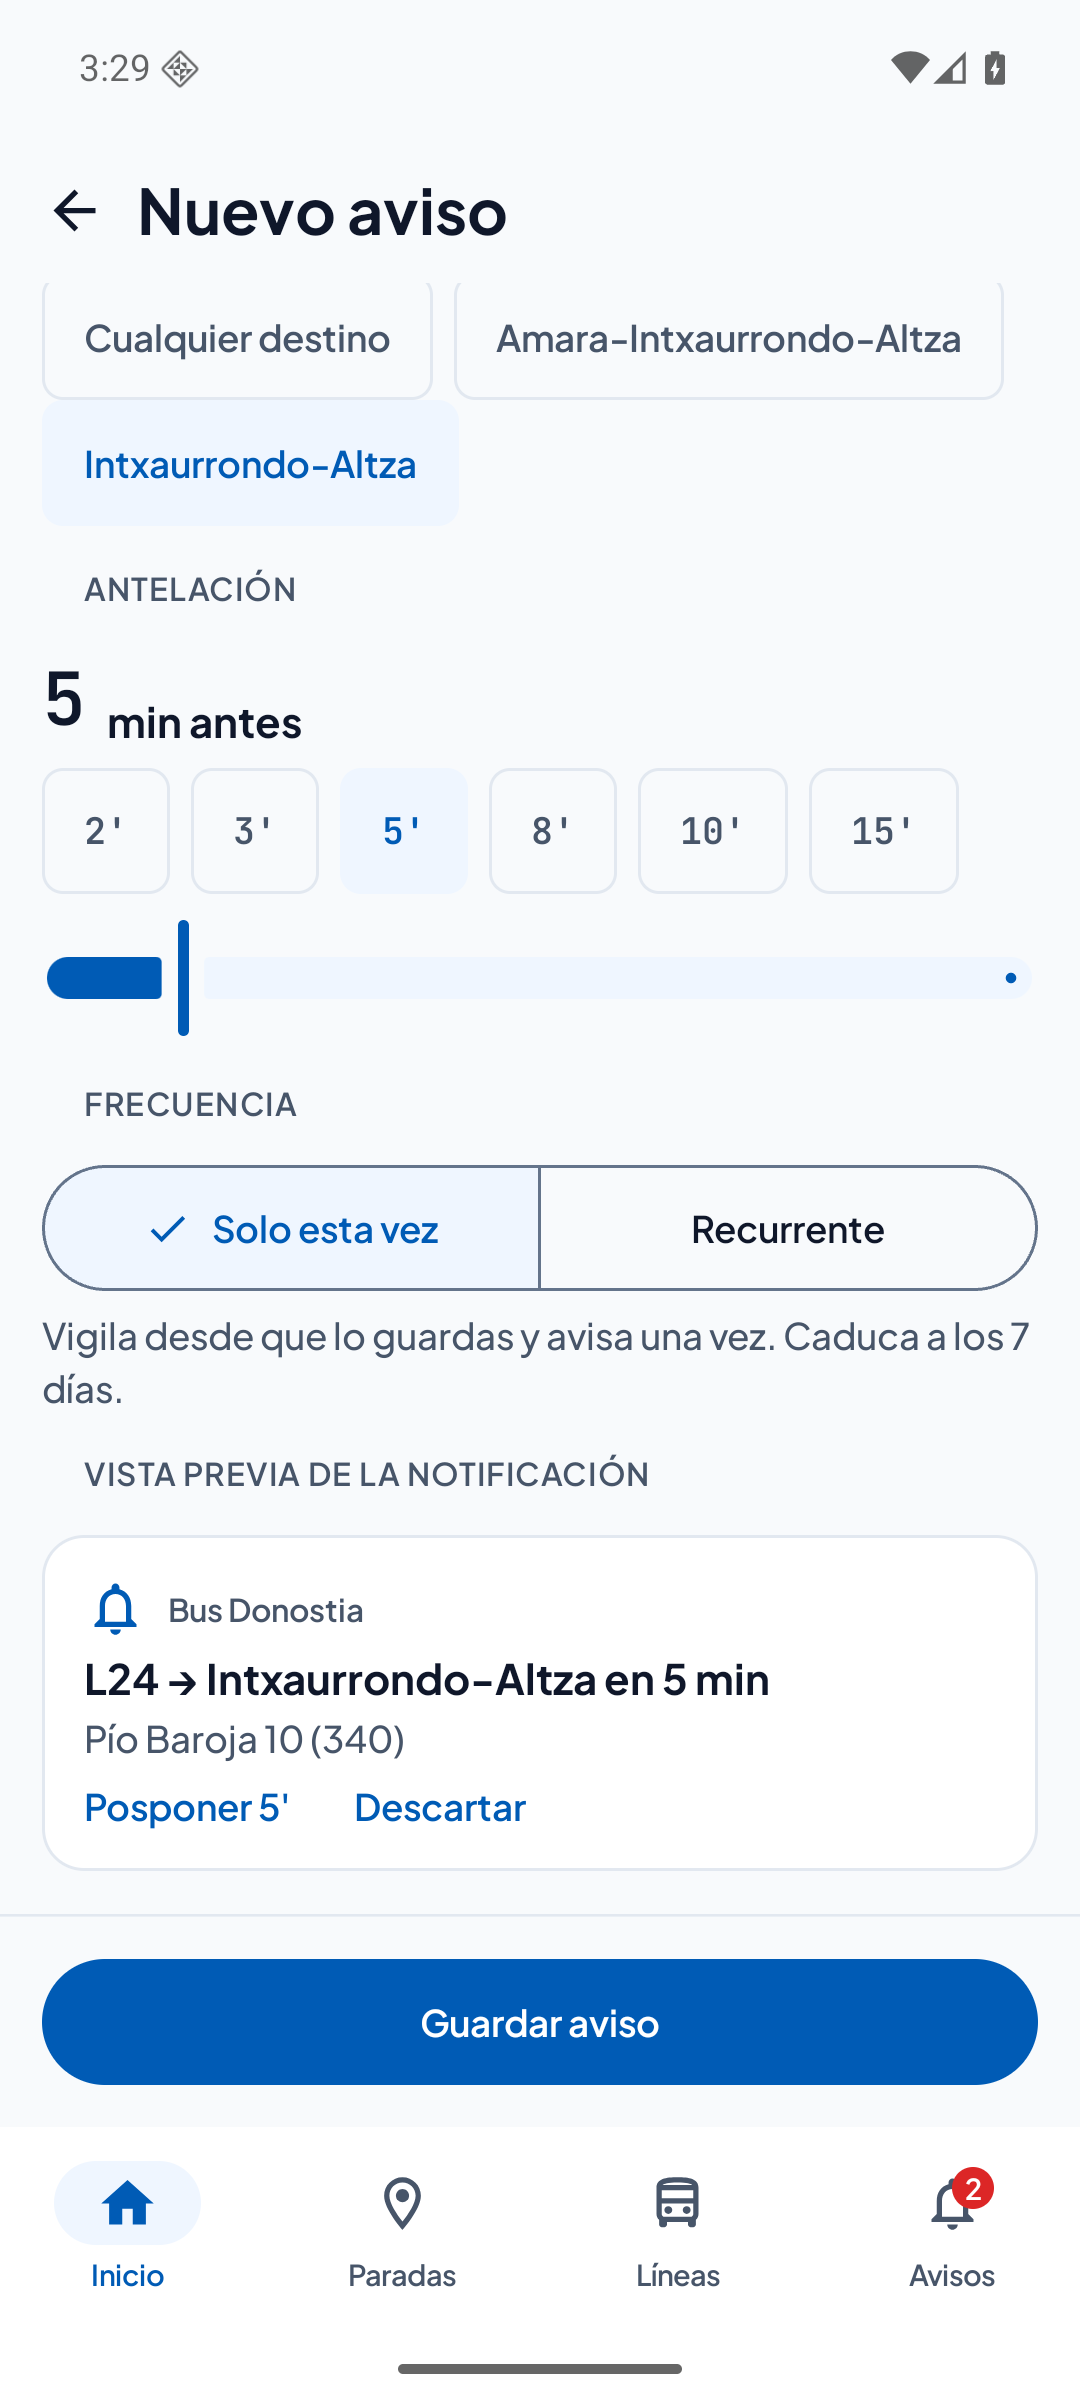 3:29
Nuevo aviso
Cualquier destino
Amara-Intxaurrondo-Altza
Intxaurrondo-Altza
ANTELACIÓN
5 min antes
2'
3'
5'
8'
10'
15'
FRECUENCIA
Solo esta vez
Recurrente
Vigila desde que lo guardas y avisa una vez. Caduca a los 7
días.
VISTA PREVIA DE LA NOTIFICACIÓN
Bus Donostia
L24 → Intxaurrondo-Altza en 5 min
Pío Baroja 10 (340)
Posponer 5'
Descartar
Guardar aviso
2
Inicio
Paradas
Líneas
Avisos